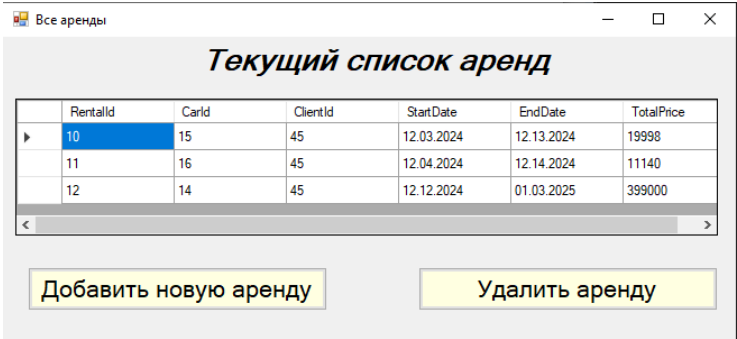 Все аренды
Текущий список аренд
RentalId CarId ClientId StartDate EndDate TotalPrice
10 15 45 12.03.2024 12.13.2024 19998
11 16 45 12.04.2024 12.14.2024 11140
12 14 45 12.12.2024 01.03.2025 399000
Добавить новую аренду Удалить аренду